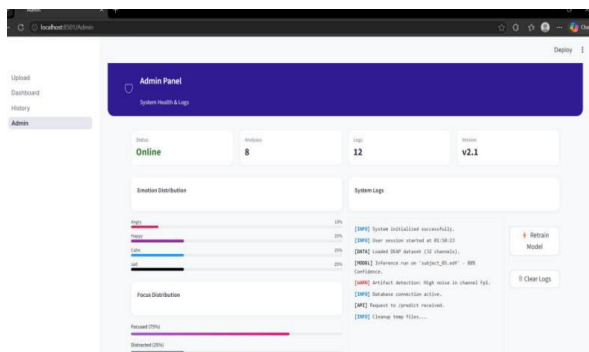 Admin
localhost:8501/Admin
Deploy
Upload
Dashboard
History
Admin
Admin Panel
System Health & Logs
Status
Online
Analyses
8
Logs
12
Version
v2.1
Emotion Distribution
System Logs
Angry
Happy
25%
Calm
25%
Sad
25%
[INFO] System initialized successfully.
[INFO] User session started at 01:50:23
[DATA] Loaded DEAP dataset (32 channels).
[MODEL] Inference run on 'subject_05.edf' - 89%
Confidence.
[WARN] Artifact detection: High noise in channel Fp1.
[INFO] Database connection active.
[API] Request to /predict received.
[INFO] Cleanup temp files...
Retrain
Model
Clear Logs
Focus Distribution
Focused (75%)
Distracted (25%)